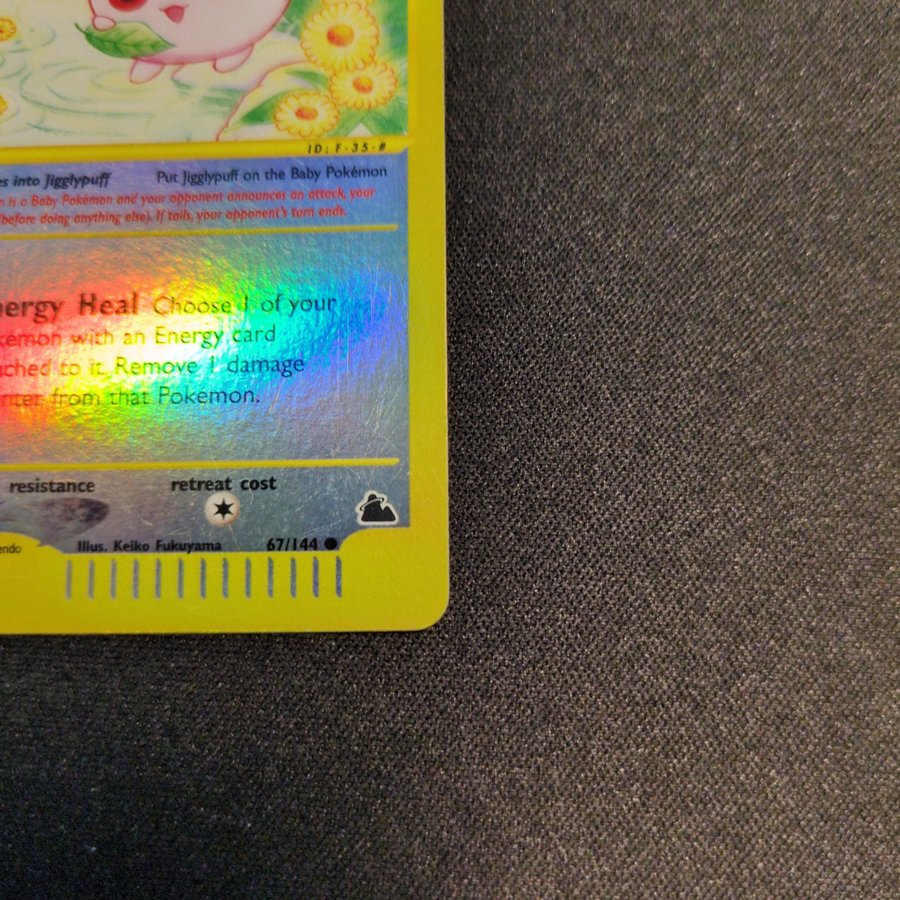 ID: F-35-#
es into Jigglypuff Put Jigglypuff on the Baby Pokémon
n is a Baby Pokémon and your opponent announces an attack, your
(before doing anything else). If tails, your opponent's turn ends.
nergy Heal Choose 1 of your
kemon with an Energy card
ached to it. Remove 1 damage
nter from that Pokemon.
resistance retreat cost
endo Illus. Keiko Fukuyama 67/144